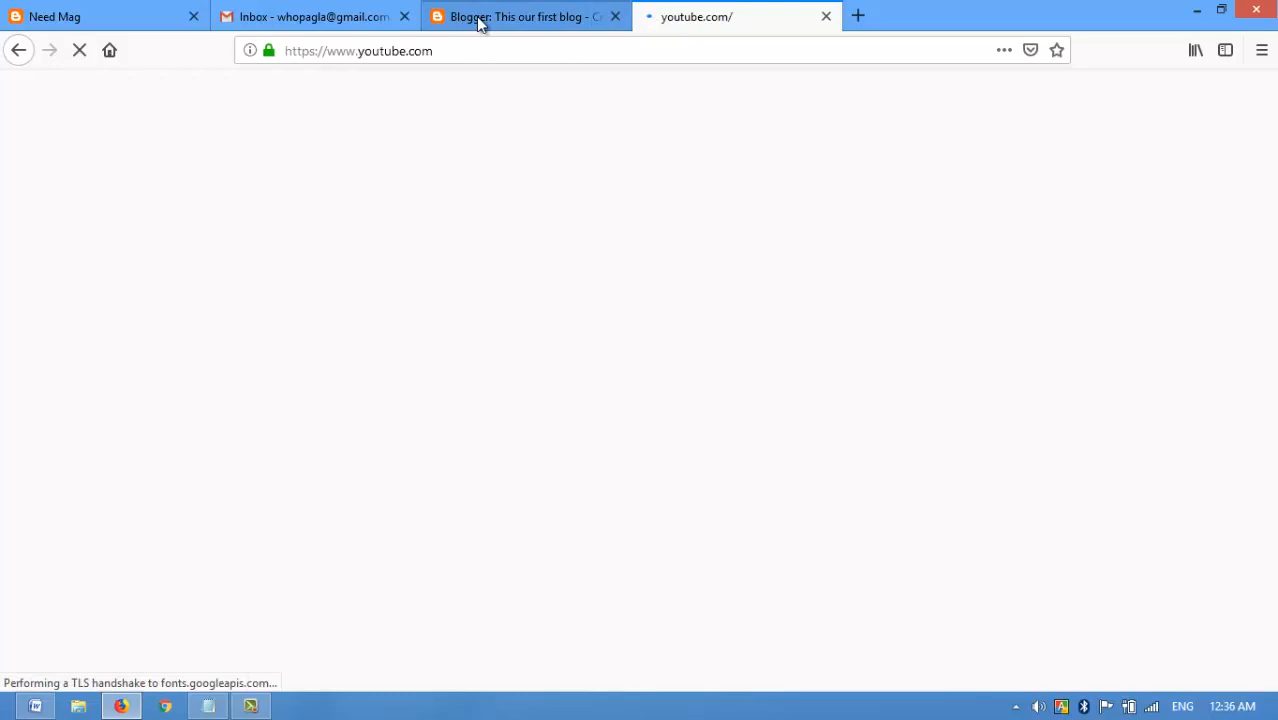 Need Mag
Inbox - whopagla@gmail.com
Blogger: This our first blog - C
youtube.com/
https://www.youtube.com
Performing a TLS handshake to fonts.googleapis.com...
ENG
12:36 AM